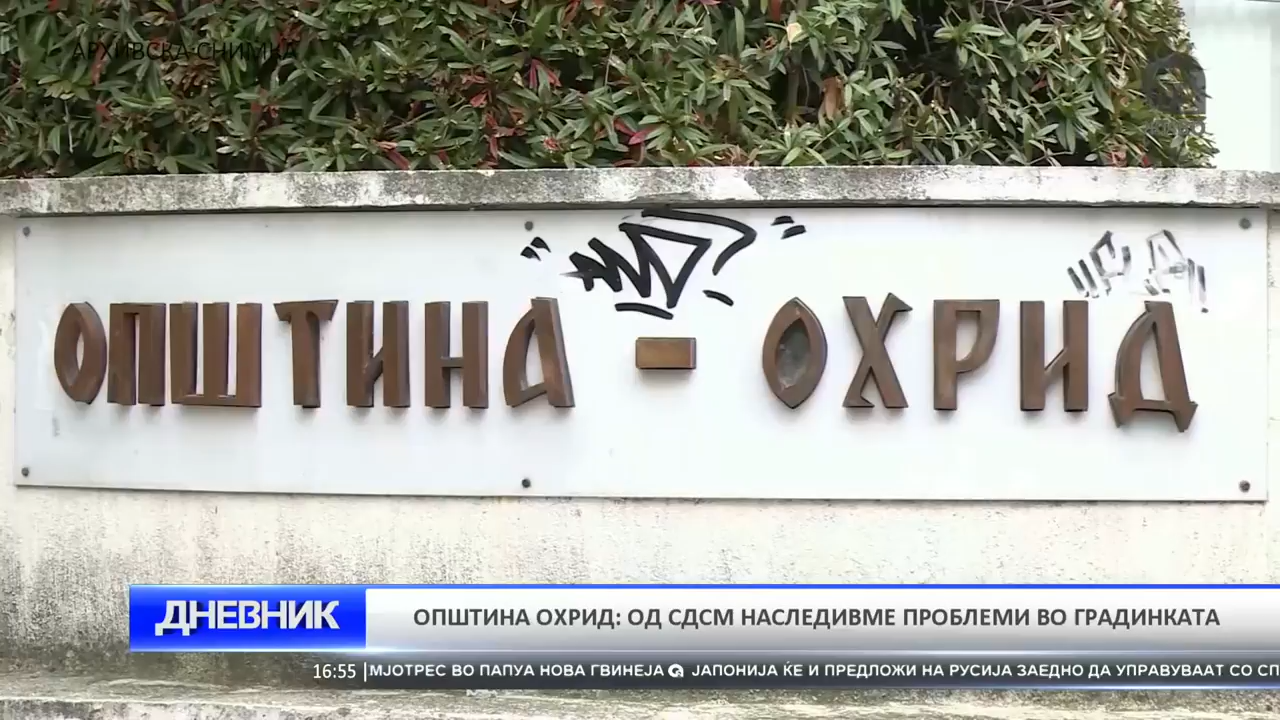 АРХИВСКА СНИМКА
ОПШТИНА - ОХРИД
ДНЕВНИК
ОПШТИНА ОХРИД: ОД СДСМ НАСЛЕДИВМЕ ПРОБЛЕМИ ВО ГРАДИНКАТА
16:55
МЈОТРЕС ВО ПАПУА НОВА ГВИНЕЈА ЈАПОНИЈА ЌЕ И ПРЕДЛОЖИ НА РУСИЈА ЗАЕДНО ДА УПРАВУВААТ СО СП